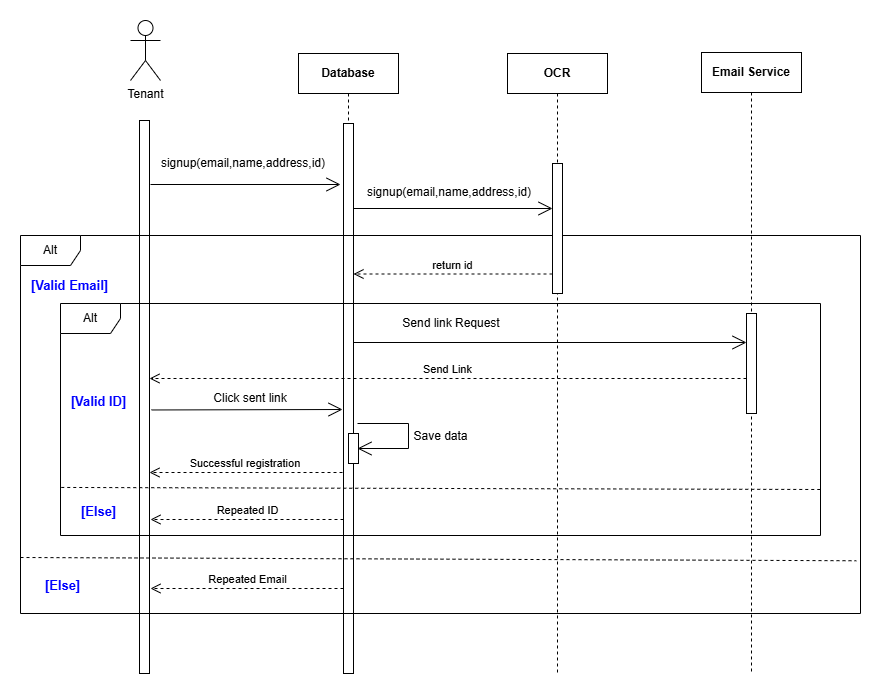 Tenant
Database
OCR
Email Service
signup(email,name,address,id)
signup(email,name,address,id)
Alt
return id
[Valid Email]
Alt
Send link Request
Send Link
Click sent link
[Valid ID]
Save data
Successful registration
Repeated ID
[Else]
Repeated Email
[Else]